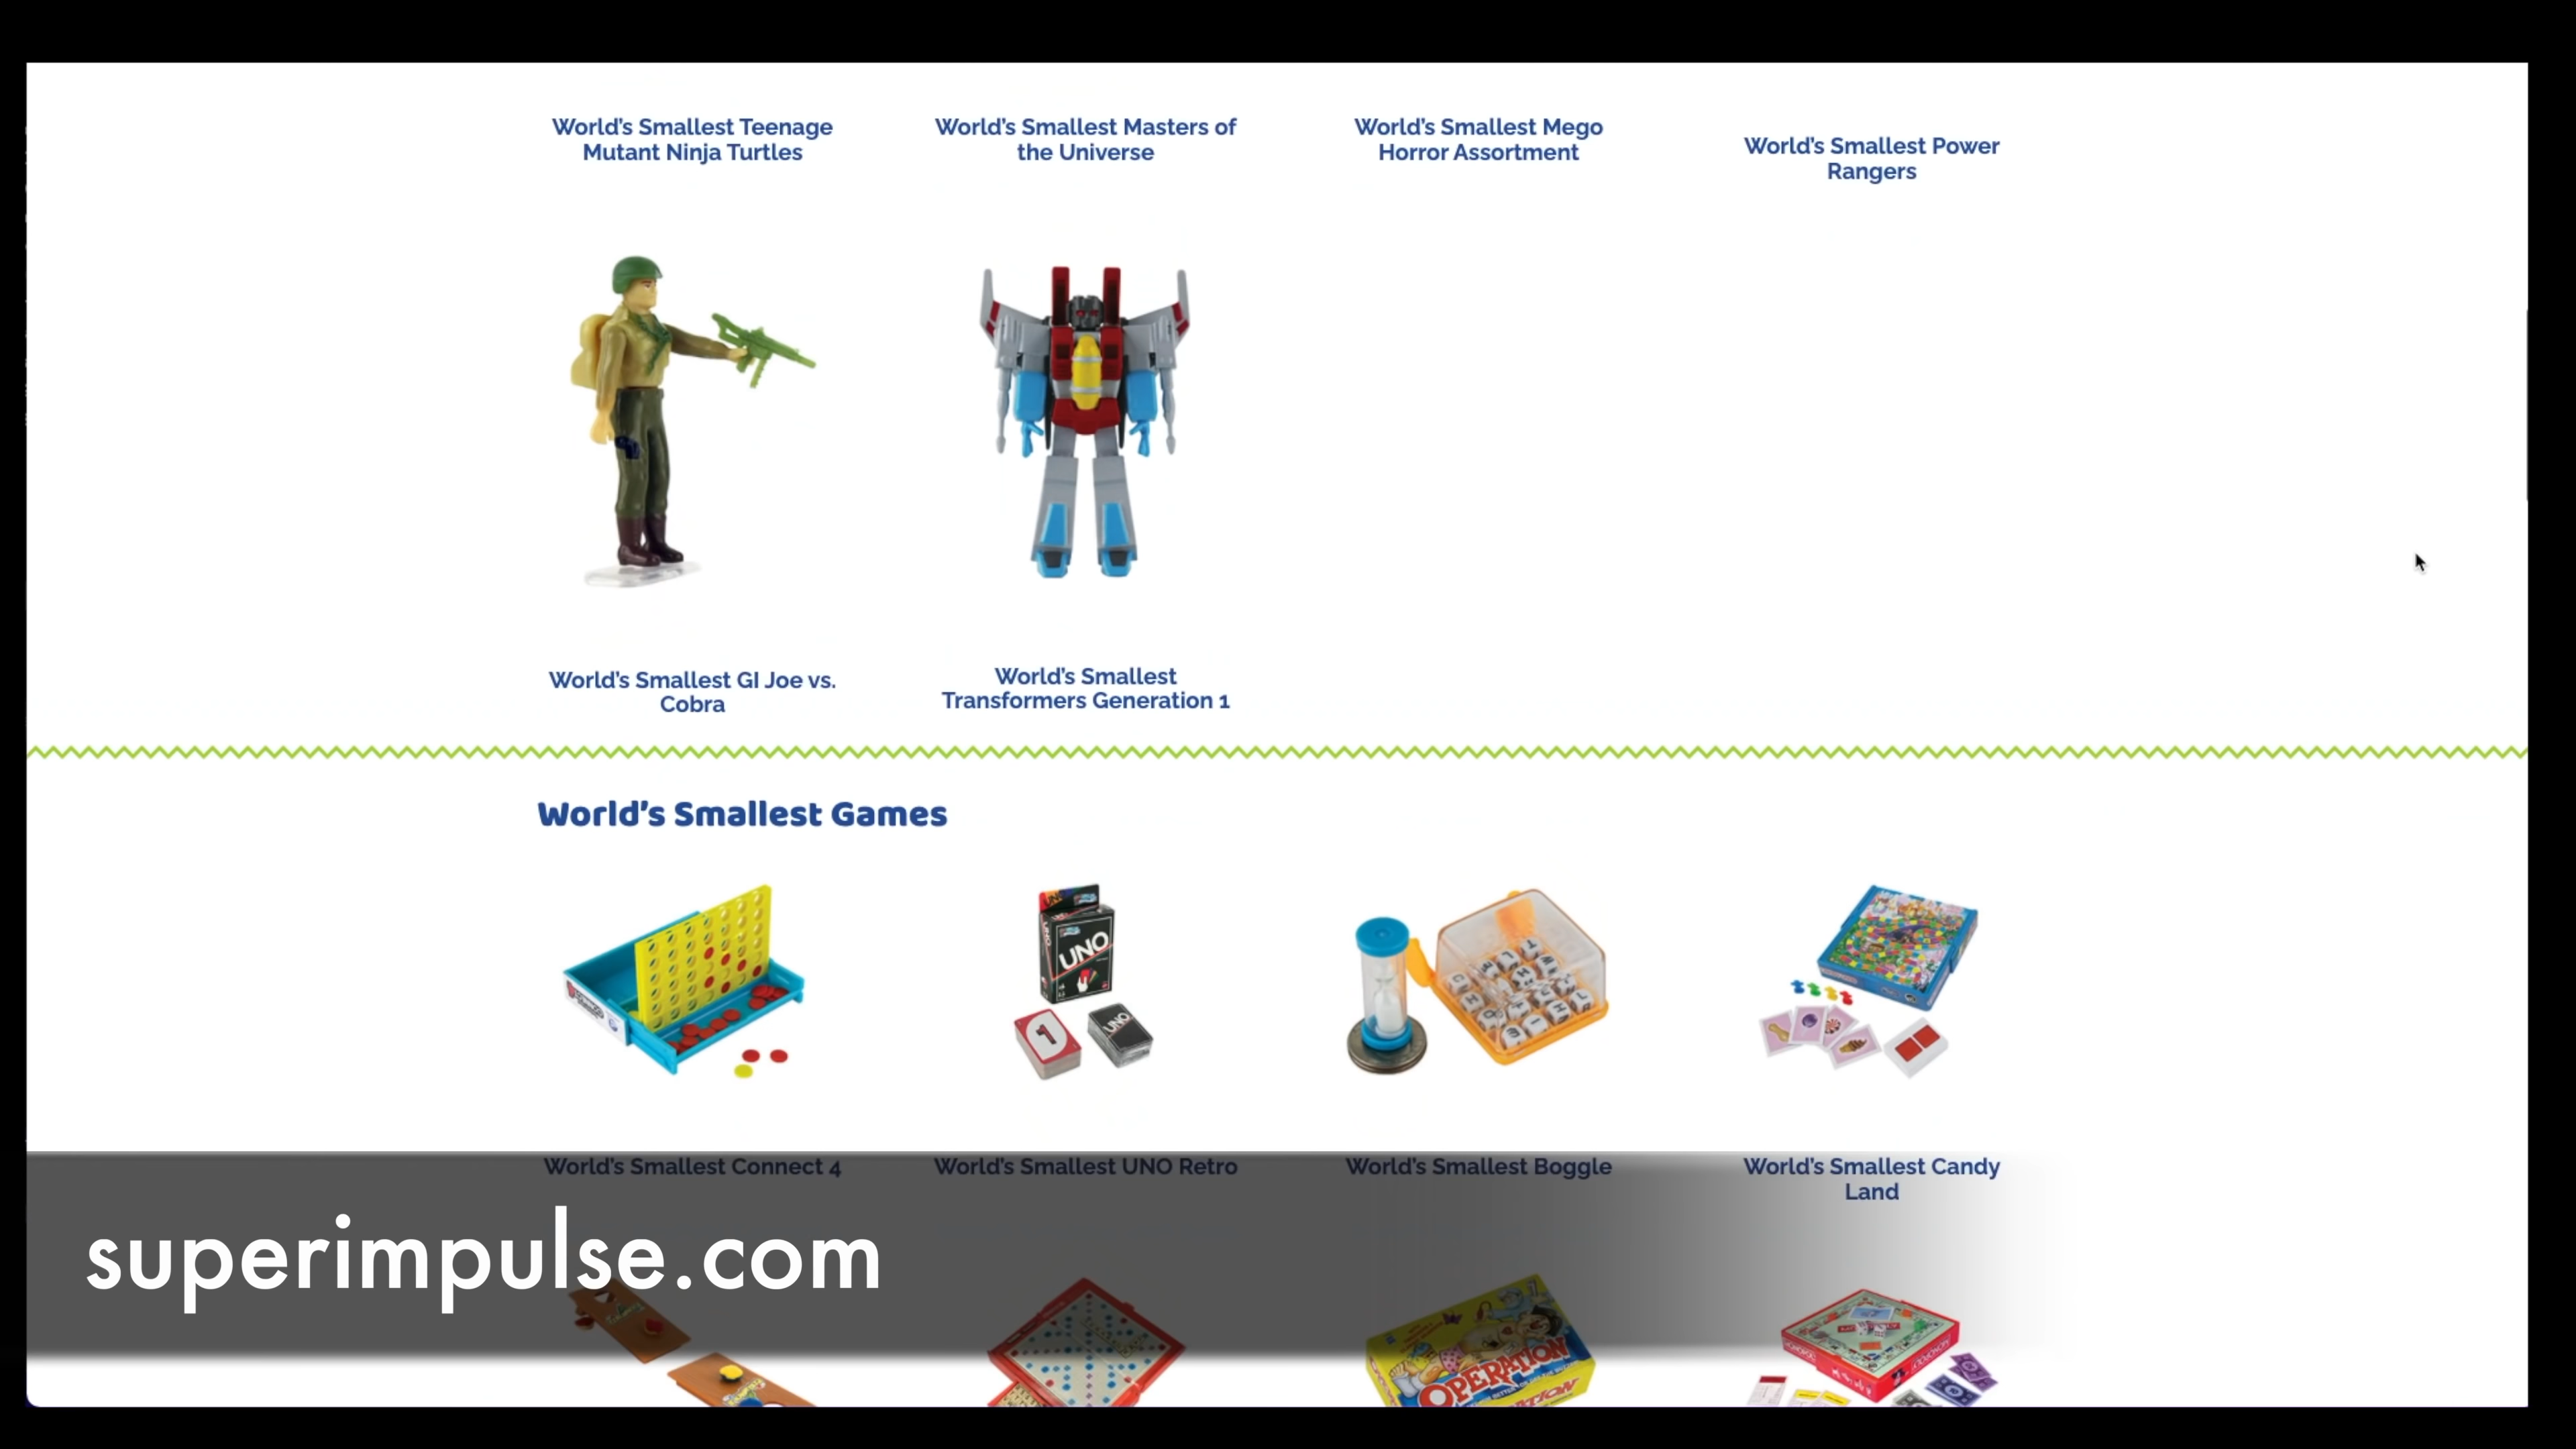 World's Smallest Teenage
Mutant Ninja Turtles
World's Smallest Masters of
the Universe
World's Smallest Mego
Horror Assortment
World's Smallest Power
Rangers
World's Smallest GI Joe vs.
Cobra
World's Smallest
Transformers Generation 1
World's Smallest Games
UNO
UNO
World's Smallest Connect 4
World's Smallest UNO Retro
World's Smallest Boggle
World's Smallest Candy
Land
superimpulse.com
OPERATION